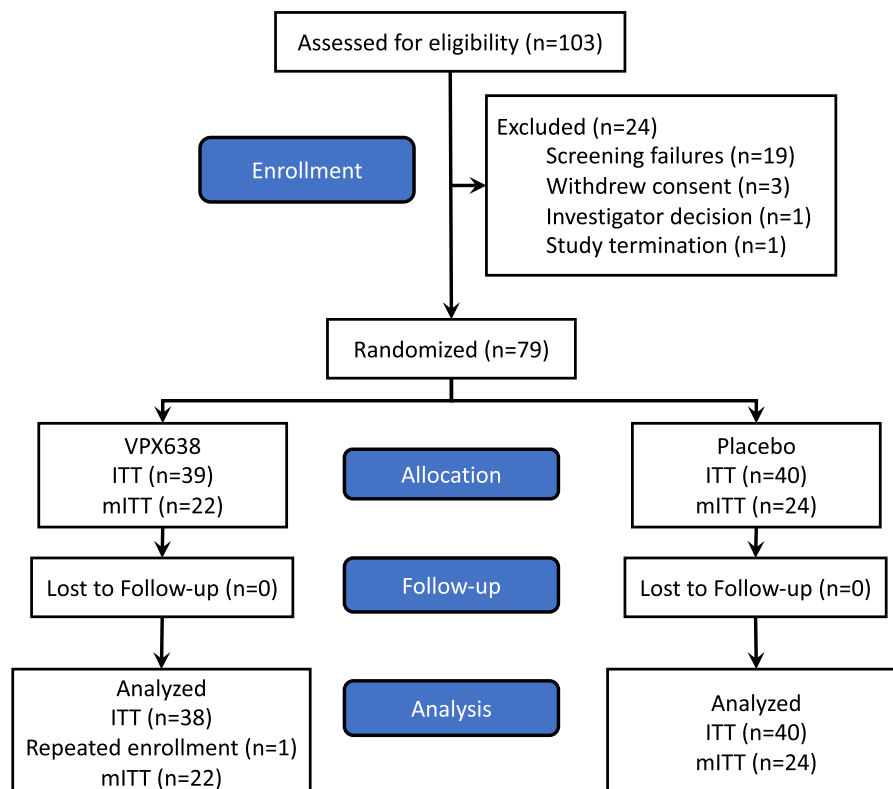 Assessed for eligibility (n=103)
Enrollment
Excluded (n=24)
Screening failures (n=19)
Withdrew consent (n=3)
Investigator decision (n=1)
Study termination (n=1)
Randomized (n=79)
VPX638
ITT (n=39)
mITT (n=22)
Allocation
Placebo
ITT (n=40)
mITT (n=24)
Lost to Follow-up (n=0)
Follow-up
Lost to Follow-up (n=0)
Analyzed
ITT (n=38)
Repeated enrollment (n=1)
mITT (n=22)
Analysis
Analyzed
ITT (n=40)
mITT (n=24)